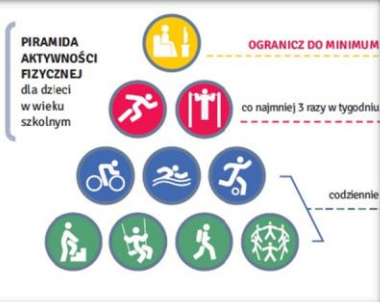 PIRAMIDA
AKTYWNOŚCI
FIZYCZNEJ
dla dzieci
w wieku
szkolnym
OGRANICZ DO MINIMUM
co najmniej 3 razy w tygodniu
codziennie